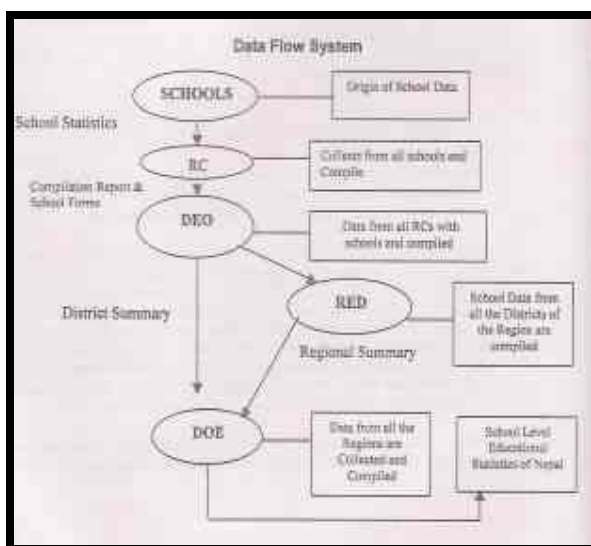 Data Flow System
SCHOOLS
Origin of School Data
School Statistics
RC
Collects from all schools and
Compile
Compilation Report &
School Forms
DEO
Data from all RCs with
schools and compiled
District Summary
RED
School Data from
all the Districts of
the Region are
compiled
Regional Summary
DOE
Data from all the
Regions are
Collected and
Compiled
School Level
Educational
Statistics of Nepal